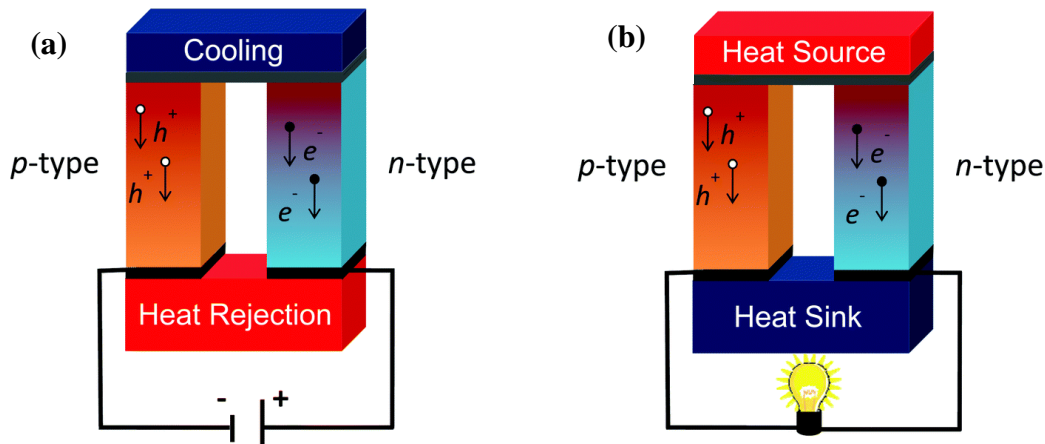 (a)
Cooling
h⁺
h⁺
e⁻
e⁻
p-type
n-type
Heat Rejection
- +
(b)
Heat Source
h⁺
h⁺
e⁻
e⁻
p-type
n-type
Heat Sink